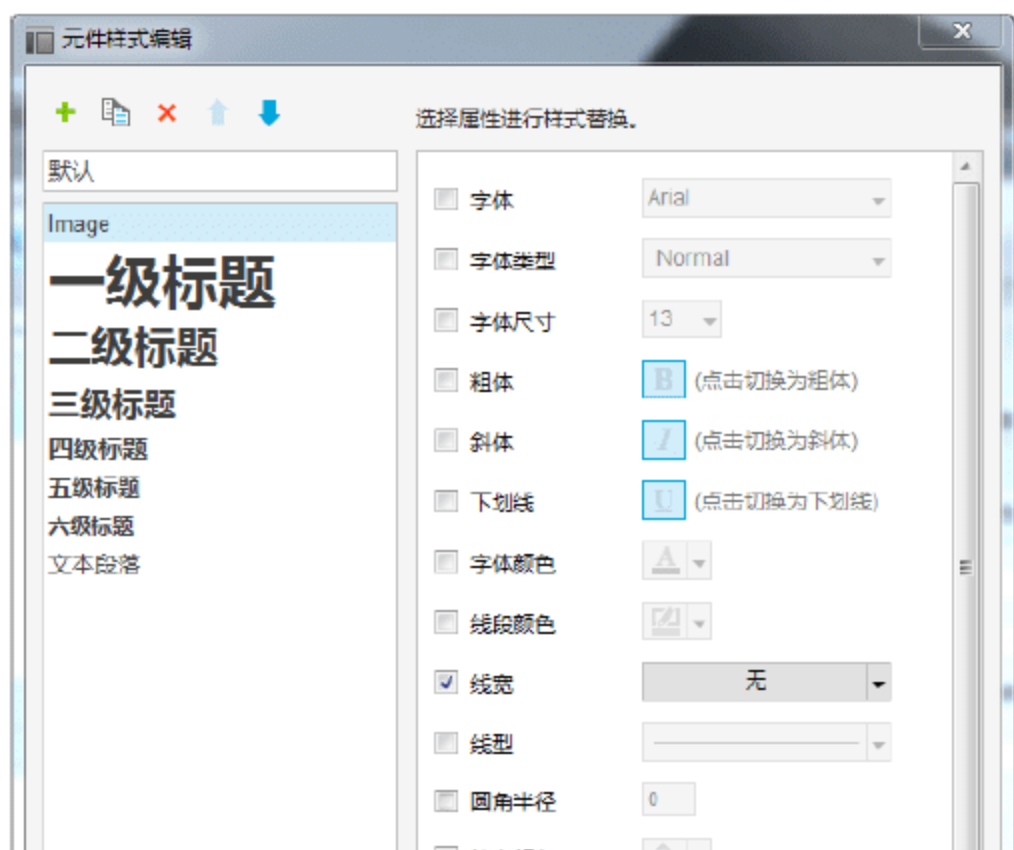 元件样式编辑
选择属性进行样式替换。
默认
Image
一级标题
二级标题
三级标题
四级标题
五级标题
六级标题
文本段落
字体 Arial
字体类型 Normal
字体尺寸 13
粗体 B (点击切换为粗体)
斜体 I (点击切换为斜体)
下划线 U (点击切换为下划线)
字体颜色 A
线段颜色
线宽 无
线型
圆角半径 0